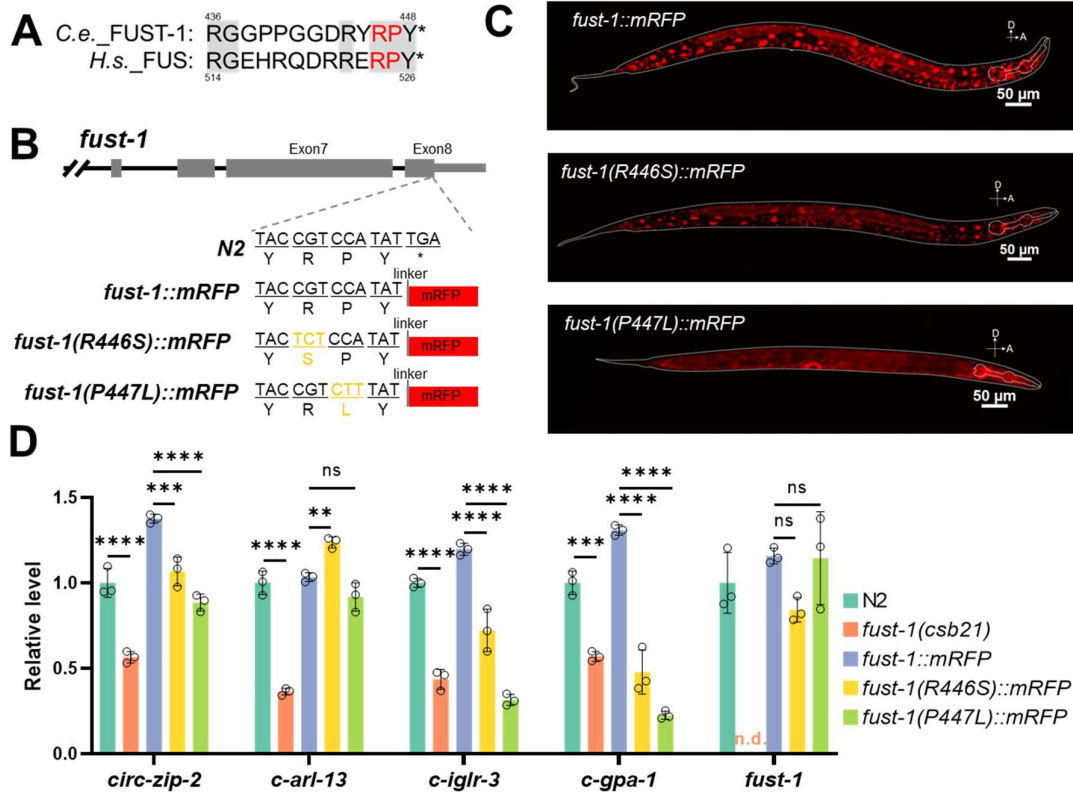 A
436 448
C.e._FUST-1: RGGPPGGDRYRPY*
H.s._FUS: RGEHRQDRRERPY*
514 526
B
fust-1
Exon7 Exon8
N2 TAC CGT CCA TAT TGA
Y R P Y *
linker
fust-1::mRFP TAC CGT CCA TAT mRFP
Y R P Y
linker
fust-1(R446S)::mRFP TAC TCT CCA TAT mRFP
Y S P Y
linker
fust-1(P447L)::mRFP TAC CGT CTT TAT mRFP
Y R L Y
C
fust-1::mRFP
D
A
50 µm
fust-1(R446S)::mRFP
D
A
50 µm
fust-1(P447L)::mRFP
D
A
50 µm
D
Relative level
1.5
1.0
0.5
0.0
**** *** ****
**** ** ns
**** **** ****
*** **** ****
ns ns
n.d.
circ-zip-2 c-arl-13 c-iglr-3 c-gpa-1 fust-1
N2
fust-1(csb21)
fust-1::mRFP
fust-1(R446S)::mRFP
fust-1(P447L)::mRFP